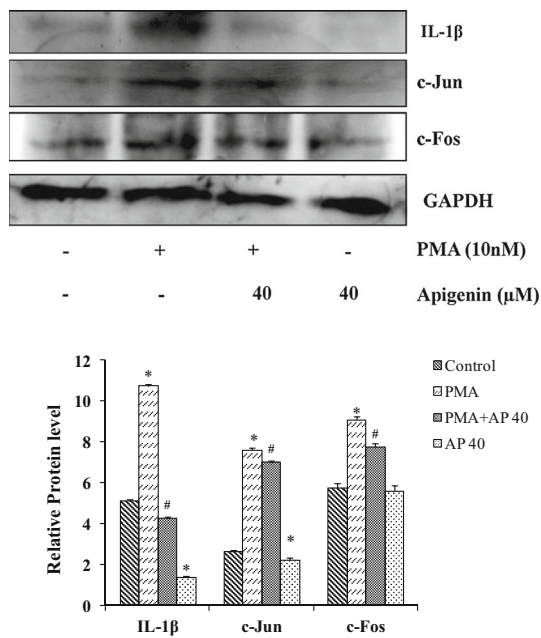 IL-1β
c-Jun
c-Fos
GAPDH
- + + - PMA (10nM)
- - 40 40 Apigenin (µM)
Relative Protein level
12
10
8
6
4
2
0
* # *
* # *
* #
IL-1β c-Jun c-Fos
Control
PMA
PMA+AP 40
AP 40